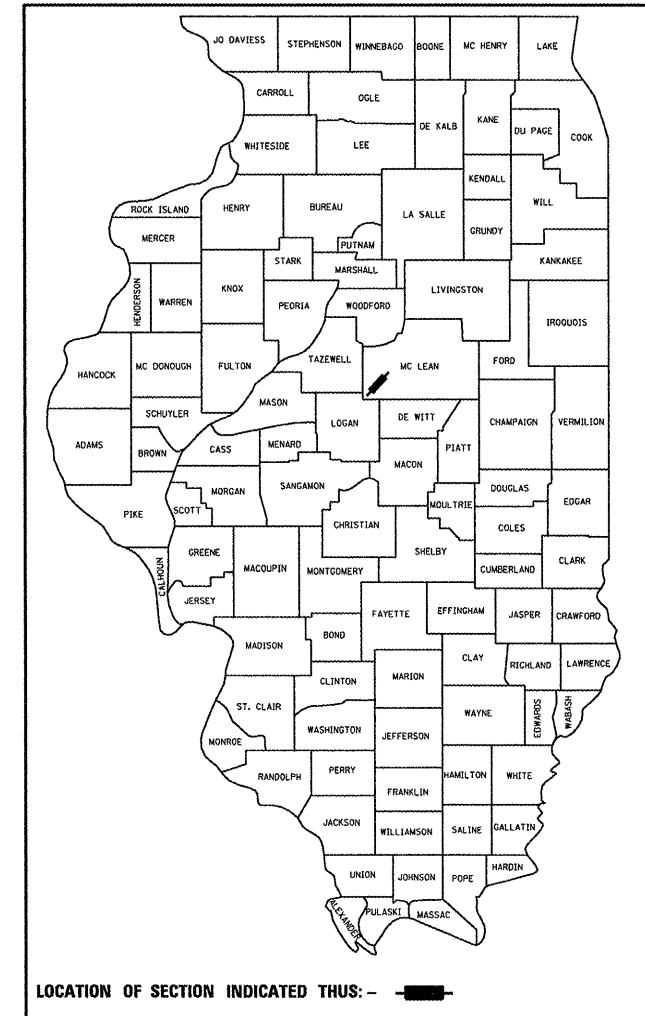 JO DAVIESS STEPHENSON WINNEBAGO BOONE MC HENRY LAKE
CARROLL OGLE DE KALB KANE DU PAGE COOK
WHITESIDE LEE
KENDALL WILL
ROCK ISLAND HENRY BUREAU LA SALLE
MERCER PUTNAM GRUNDY
STARK MARSHALL KANKAKEE
HENDERSON WARREN KNOX PEORIA WOODFORD LIVINGSTON IROQUOIS
HANCOCK MC DONOUGH FULTON TAZEWELL MC LEAN FORD
SCHUYLER MASON LOGAN DE WITT CHAMPAIGN VERMILION
ADAMS BROWN CASS MENARD MACON PIATT
PIKE SCOTT MORGAN SANGAMON MOULTRIE DOUGLAS EDGAR
CHRISTIAN COLES
CALHOUN GREENE MACOUPIN MONTGOMERY SHELBY CUMBERLAND CLARK
JERSEY FAYETTE EFFINGHAM JASPER CRAWFORD
MADISON BOND
CLINTON MARION CLAY RICHLAND LAWRENCE
ST. CLAIR WAYNE EDWARDS WABASH
MONROE WASHINGTON JEFFERSON
RANDOLPH PERRY HAMILTON WHITE
FRANKLIN
JACKSON WILLIAMSON SALINE GALLATIN
UNION JOHNSON POPE HARDIN
ALEXANDER PULASKI MASSAC
LOCATION OF SECTION INDICATED THUS: –